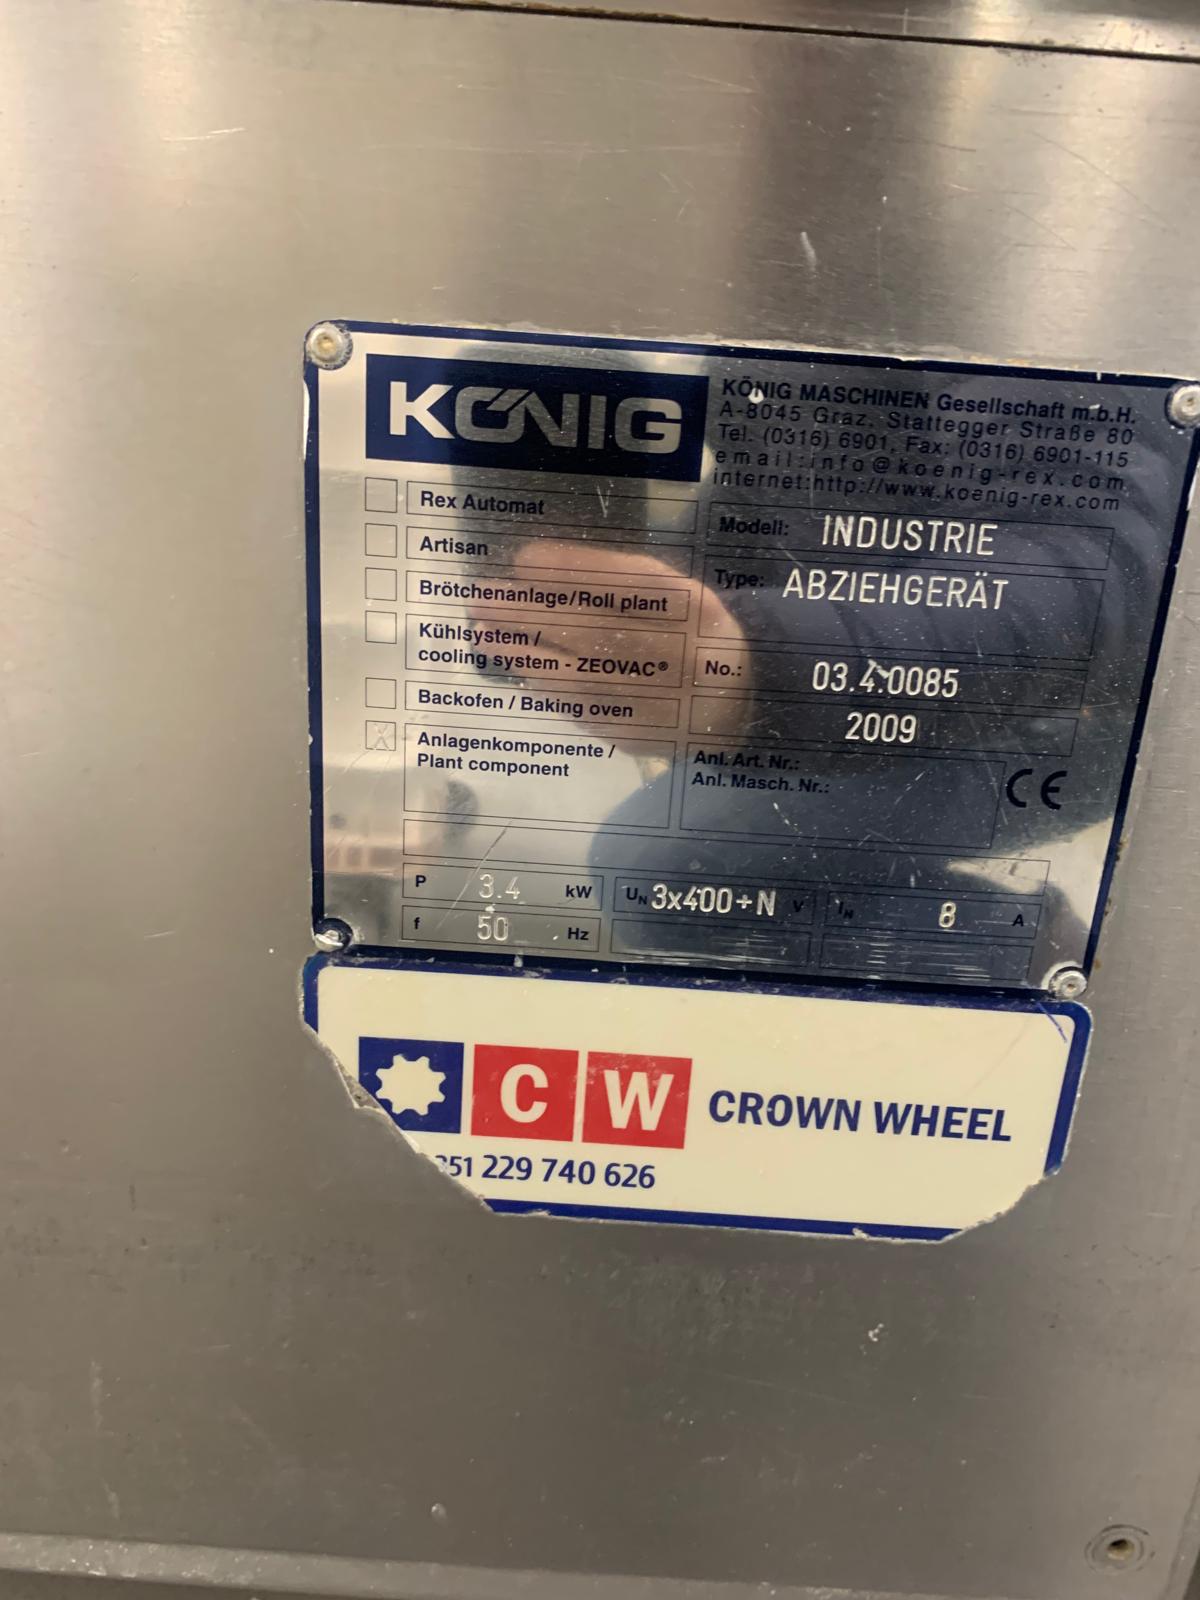 KÖNIG
KÖNIG MASCHINEN Gesellschaft m.b.H.
A-8045 Graz, Stattegger Straße 80
Tel. (0316) 6901, Fax: (0316) 6901-115
email:info@koenig-rex.com
internet:http://www.koenig-rex.com
Rex Automat
Artisan
Brötchenanlage/Roll plant
Kühlsystem /
cooling system - ZEOVAC®
Backofen / Baking oven
X Anlagenkomponente /
Plant component
Modell: INDUSTRIE
Type: ABZIEHGERÄT
No.: 03.4.0085
2009
Anl. Art. Nr.:
Anl. Masch. Nr.:
CE
P 3.4 kW UN 3x400+N V IN 8 A
f 50 Hz
C W CROWN WHEEL
351 229 740 626